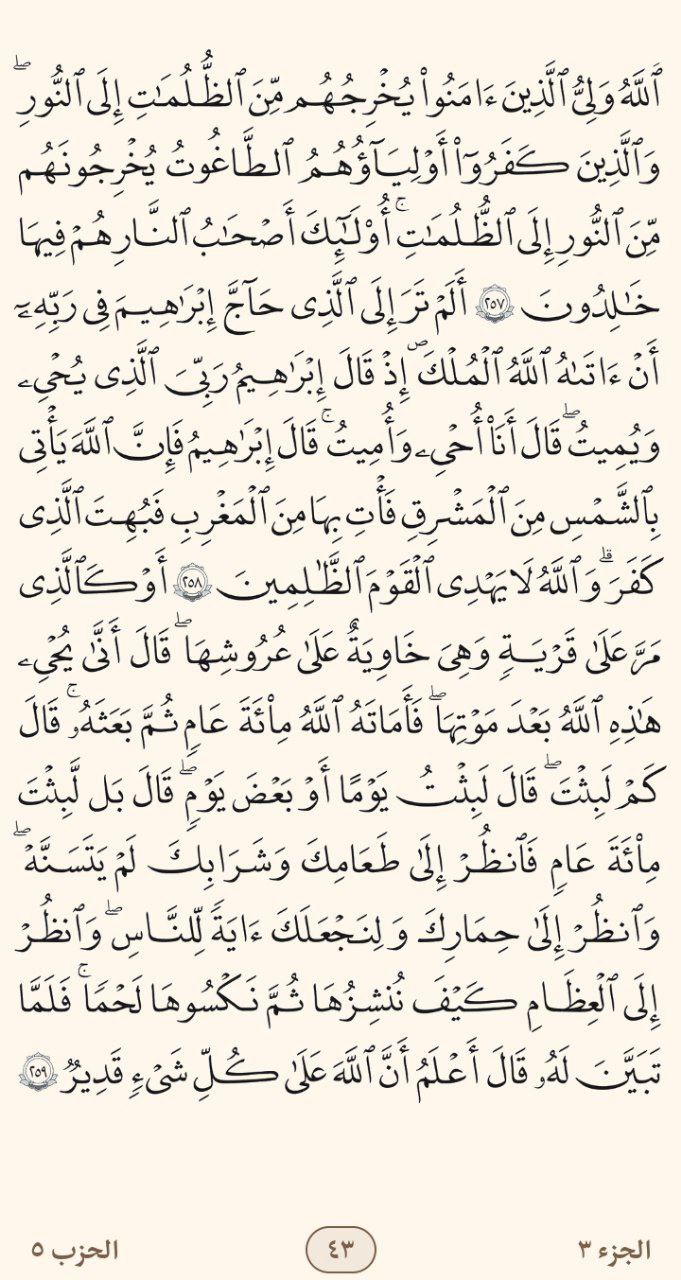 ٱللَّهُ وَلِيُّ ٱلَّذِينَ ءَامَنُوا۟ يُخْرِجُهُم مِّنَ ٱلظُّلُمَـٰتِ إِلَى ٱلنُّورِ ۖ
وَٱلَّذِينَ كَفَرُوٓا۟ أَوْلِيَآؤُهُمُ ٱلطَّـٰغُوتُ يُخْرِجُونَهُم
مِّنَ ٱلنُّورِ إِلَى ٱلظُّلُمَـٰتِ ۗ أُو۟لَـٰٓئِكَ أَصْحَـٰبُ ٱلنَّارِ هُمْ فِيهَا
خَـٰلِدُونَ ٢٥٧ أَلَمْ تَرَ إِلَى ٱلَّذِى حَآجَّ إِبْرَٰهِيمَ فِى رَبِّهِۦٓ
أَنْ ءَاتَىٰهُ ٱللَّهُ ٱلْمُلْكَ إِذْ قَالَ إِبْرَٰهِيمُ رَبِّىَ ٱلَّذِى يُحْىِۦ
وَيُمِيتُ ۖ قَالَ أَنَا۠ أُحْىِۦ وَأُمِيتُ ۚ قَالَ إِبْرَٰهِيمُ فَإِنَّ ٱللَّهَ يَأْتِى
بِٱلشَّمْسِ مِنَ ٱلْمَشْرِقِ فَأْتِ بِهَا مِنَ ٱلْمَغْرِبِ فَبُهِتَ ٱلَّذِى
كَفَرَ ۗ وَٱللَّهُ لَا يَهْدِى ٱلْقَوْمَ ٱلظَّـٰلِمِينَ ٢٥٨ أَوْ كَٱلَّذِى
مَرَّ عَلَىٰ قَرْيَةٍ وَهِىَ خَاوِيَةٌ عَلَىٰ عُرُوشِهَا ۖ قَالَ أَنَّىٰ يُحْىِۦ
هَـٰذِهِ ٱللَّهُ بَعْدَ مَوْتِهَا ۖ فَأَمَاتَهُ ٱللَّهُ مِا۟ئَةَ عَامٍ ثُمَّ بَعَثَهُۥ ۚ قَالَ
كَمْ لَبِثْتَ ۖ قَالَ لَبِثْتُ يَوْمًا أَوْ بَعْضَ يَوْمٍ ۖ قَالَ بَل لَّبِثْتَ
مِا۟ئَةَ عَامٍ فَٱنظُرْ إِلَىٰ طَعَامِكَ وَشَرَابِكَ لَمْ يَتَسَنَّهْ ۖ
وَٱنظُرْ إِلَىٰ حِمَارِكَ وَلِنَجْعَلَكَ ءَايَةً لِّلنَّاسِ ۖ وَٱنظُرْ
إِلَى ٱلْعِظَامِ كَيْفَ نُنشِزُهَا ثُمَّ نَكْسُوهَا لَحْمًا ۚ فَلَمَّا
تَبَيَّنَ لَهُۥ قَالَ أَعْلَمُ أَنَّ ٱللَّهَ عَلَىٰ كُلِّ شَىْءٍ قَدِيرٌ ٢٥٩
الجزء ٣ ٤٣ الحزب ٥